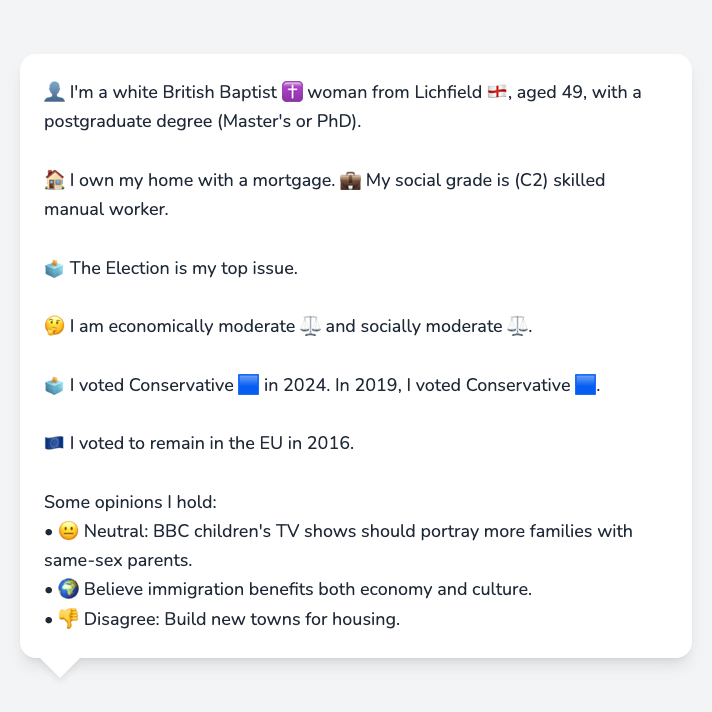 👤 I'm a white British Baptist ✝️ woman from Lichfield 🏴󠁧󠁢󠁥󠁮󠁧󠁿, aged 49, with a
postgraduate degree (Master's or PhD).
🏠 I own my home with a mortgage. 💼 My social grade is (C2) skilled
manual worker.
🗳️ The Election is my top issue.
🤔 I am economically moderate ⚖️ and socially moderate ⚖️.
🗳️ I voted Conservative 🟦 in 2024. In 2019, I voted Conservative 🟦.
🇪🇺 I voted to remain in the EU in 2016.
Some opinions I hold:
• 😐 Neutral: BBC children's TV shows should portray more families with
same-sex parents.
• 🌍 Believe immigration benefits both economy and culture.
• 👎 Disagree: Build new towns for housing.